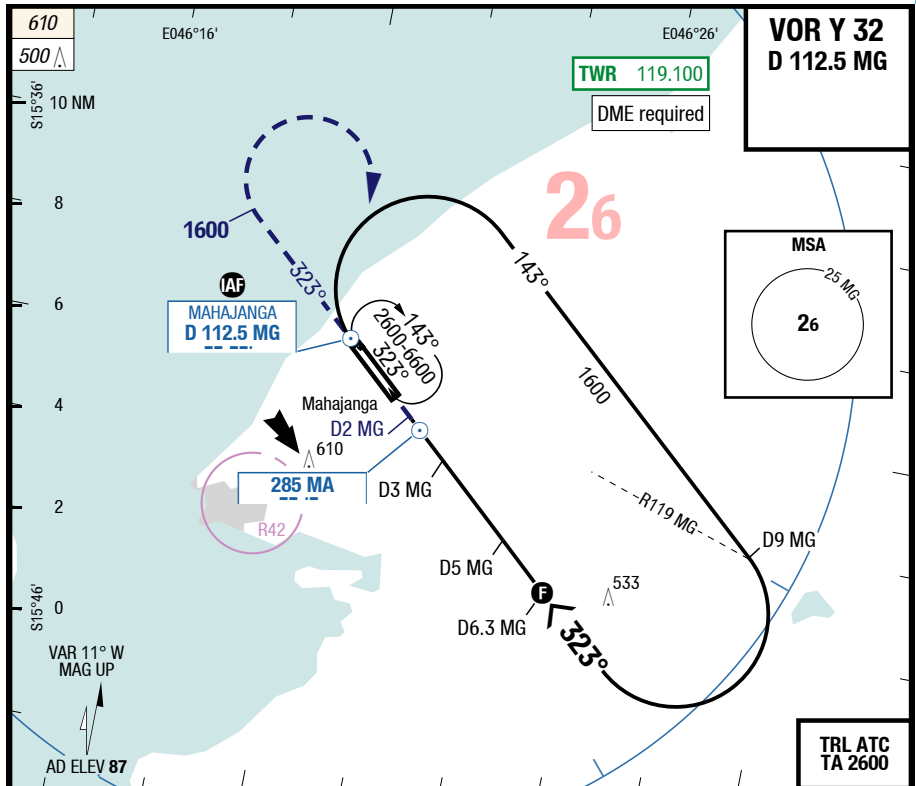 610
500
E046°16'
E046°26'
VOR Y 32
D 112.5 MG
TWR 119.100
DME required
S15°36'
10 NM
8
6
4
2
0
S15°46'
26
1600
323°
IAF
MAHAJANGA
D 112.5 MG
143°
2600-6600
323°
143°
1600
MSA
25 MG
26
Mahajanga
D2 MG
610
285 MA
D3 MG
R42
R119 MG
D9 MG
D5 MG
533
F
D6.3 MG
323°
VAR 11° W
MAG UP
AD ELEV 87
TRL ATC
TA 2600